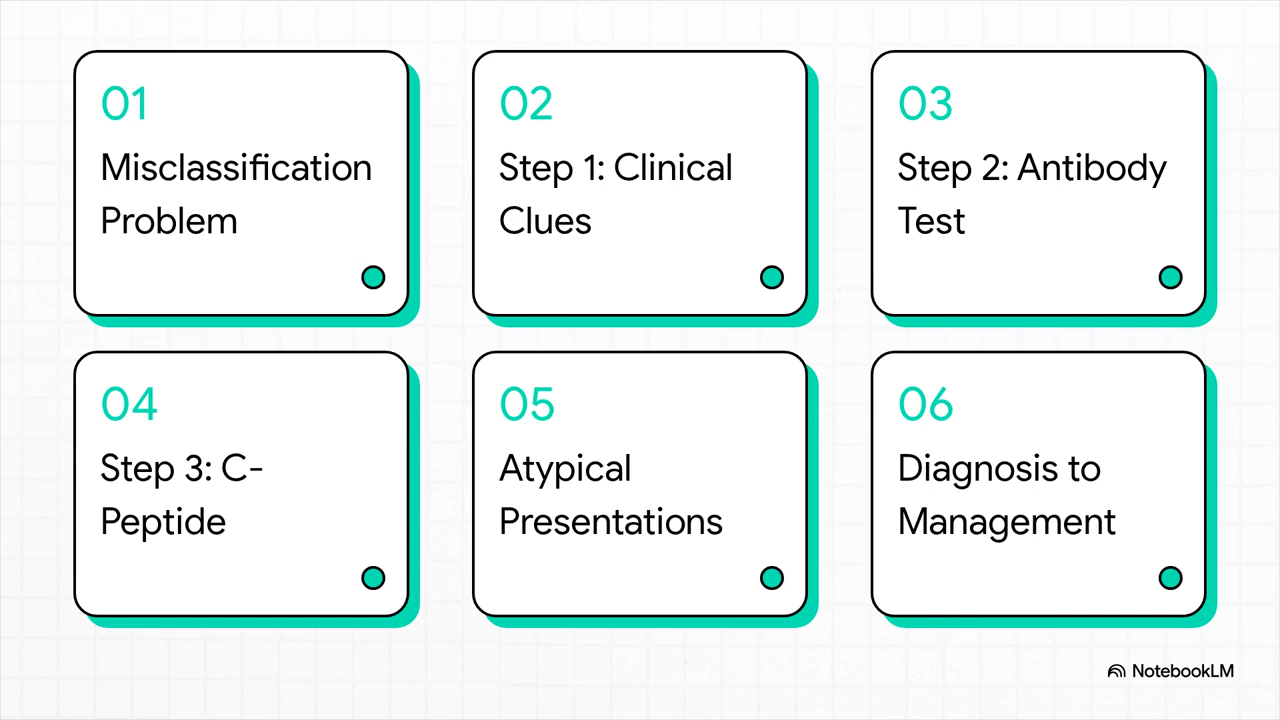 01
Misclassification
Problem
02
Step 1: Clinical
Clues
03
Step 2: Antibody
Test
04
Step 3: C-
Peptide
05
Atypical
Presentations
06
Diagnosis to
Management
NotebookLM